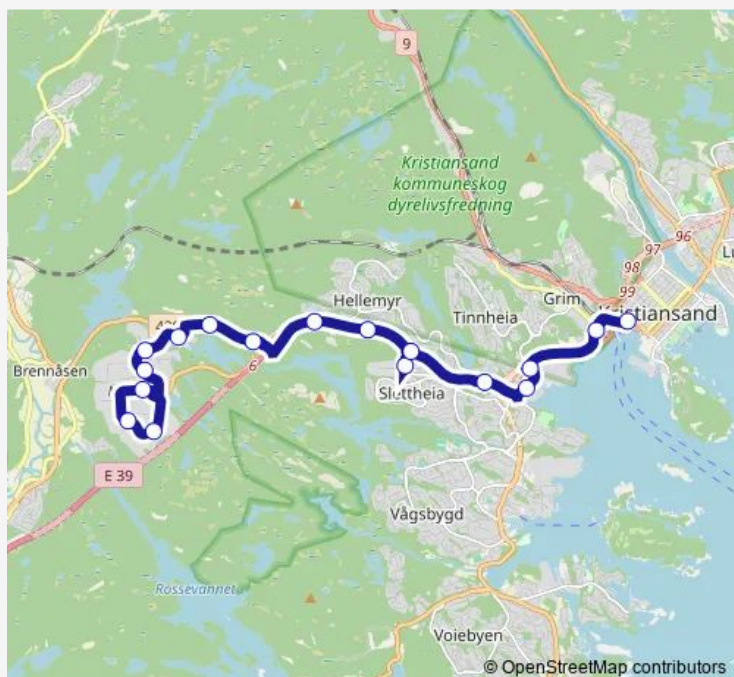 9
Kristiansand
kommuneskog
dyrelivsfredning
96
97
98
99
Hellemyr
Grim
Kristiansand
Tinnheia
Brennåsen
6
Slettheia
E 39
Vågsbygd
Rossevannet
Voiebyen
© OpenStreetMap contributors